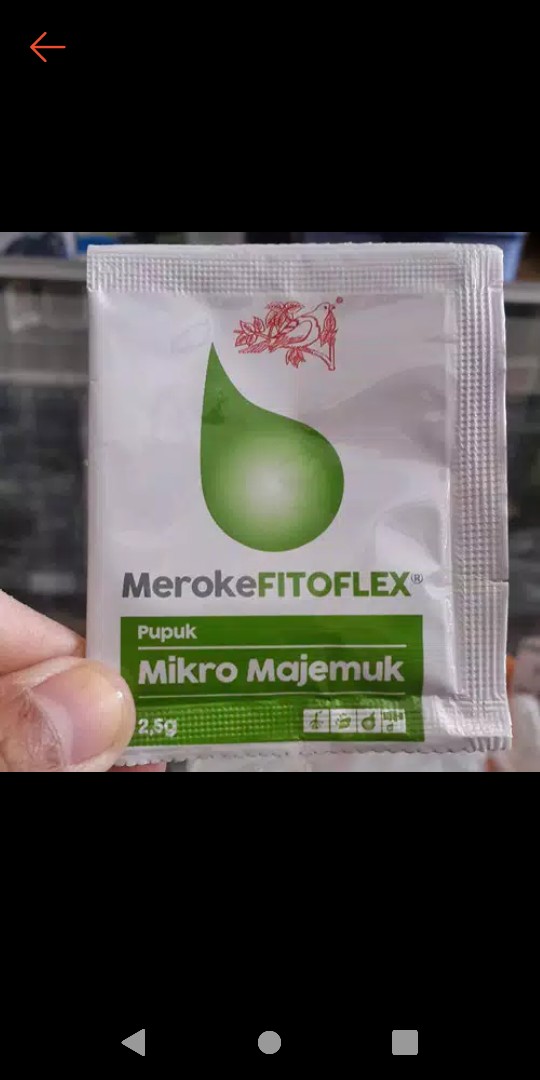 MerokeFITOFLEX®
Pupuk
Mikro Majemuk
2,5g